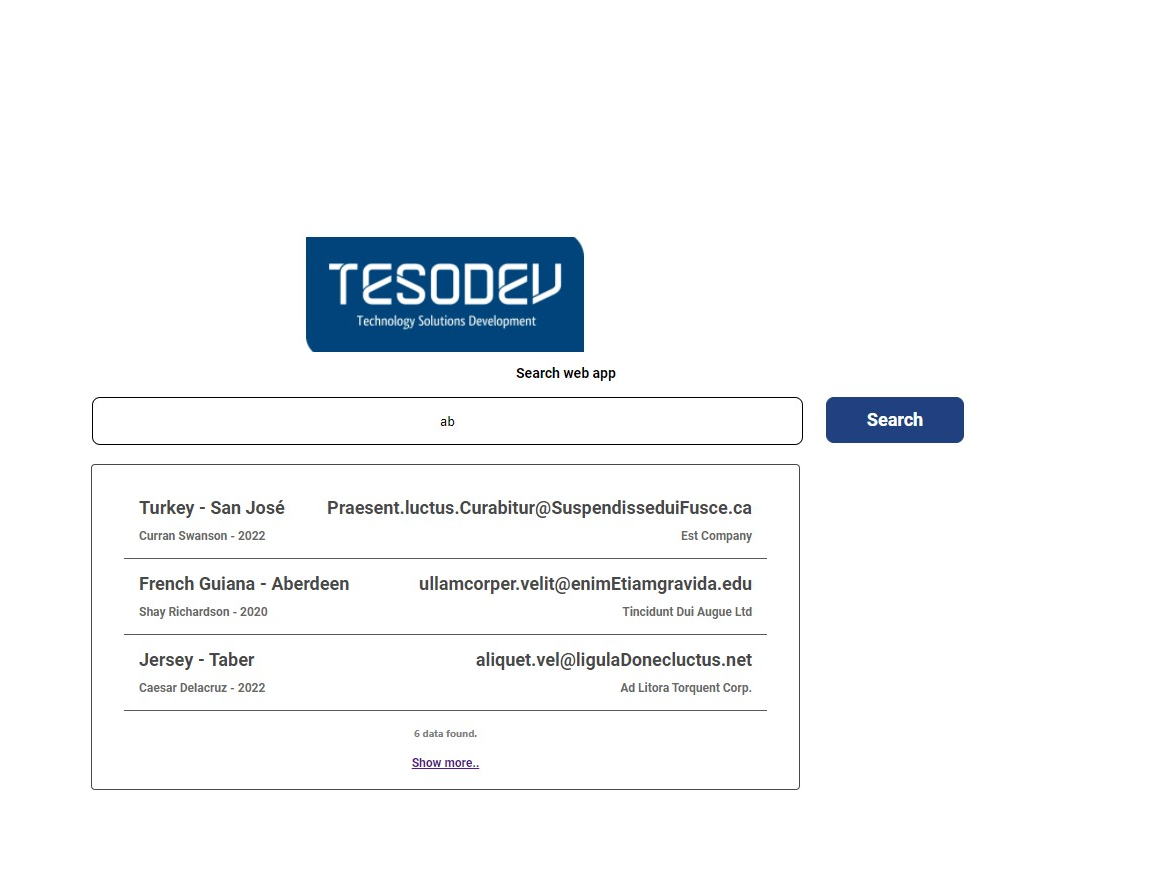 TESODEV
Technology Solutions Development
Search web app
ab
Search
Turkey - San José Praesent.luctus.Curabitur@SuspendisseduiFusce.ca
Curran Swanson - 2022 Est Company
French Guiana - Aberdeen ullamcorper.velit@enimEtiamgravida.edu
Shay Richardson - 2020 Tincidunt Dui Augue Ltd
Jersey - Taber aliquet.vel@ligulaDonecluctus.net
Caesar Delacruz - 2022 Ad Litora Torquent Corp.
6 data found.
Show more..